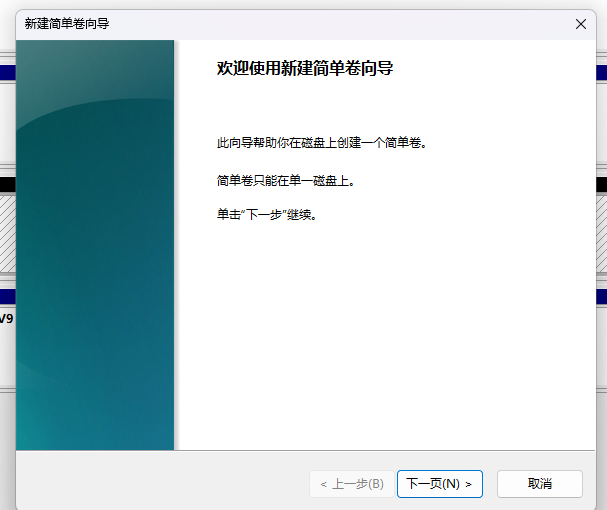 新建简单卷向导
欢迎使用新建简单卷向导
此向导帮助你在磁盘上创建一个简单卷。
简单卷只能在单一磁盘上。
单击"下一步"继续。
V9
< 上一步(B)
下一页(N) >
取消